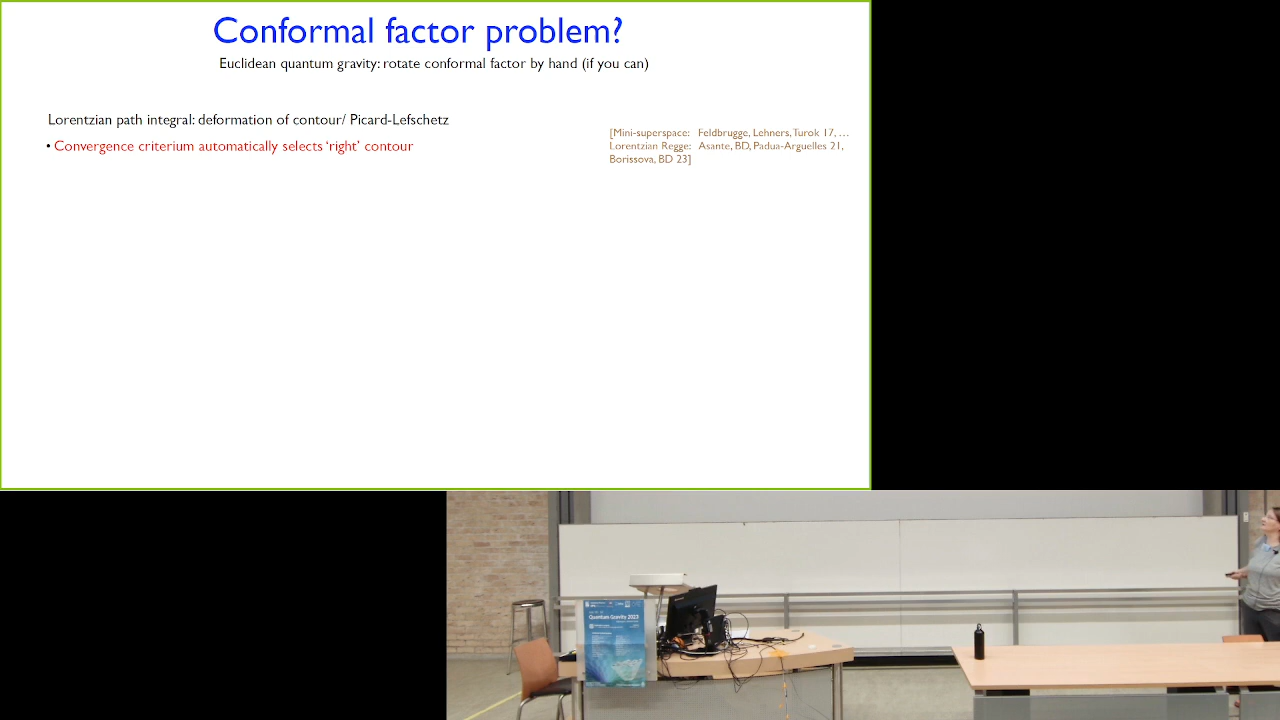 Conformal factor problem?
Euclidean quantum gravity: rotate conformal factor by hand (if you can)
Lorentzian path integral: deformation of contour/ Picard-Lefschetz
• Convergence criterium automatically selects ‘right’ contour
[Mini-superspace: Feldbrugge, Lehners, Turok 17, …
Lorentzian Regge: Asante, BD, Padua-Arguelles 21,
Borissova, BD 23]
Quantum Gravity 2023